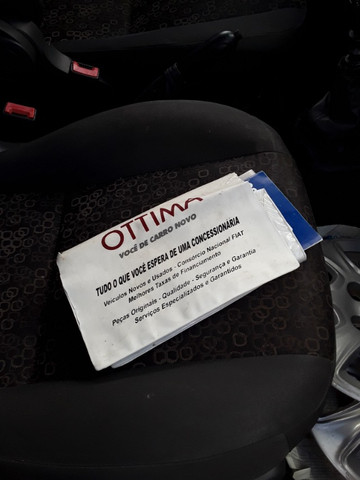 OTTIMA
VOCÊ DE CARRO NOVO
TUDO O QUE VOCÊ ESPERA DE UMA CONCESSIONÁRIA
Veículos Novos e Usados - Consórcio Nacional FIAT
Melhores Taxas de Financiamento
Peças Originais - Qualidade - Segurança e Garantia
Serviços Especializados e Garantidos